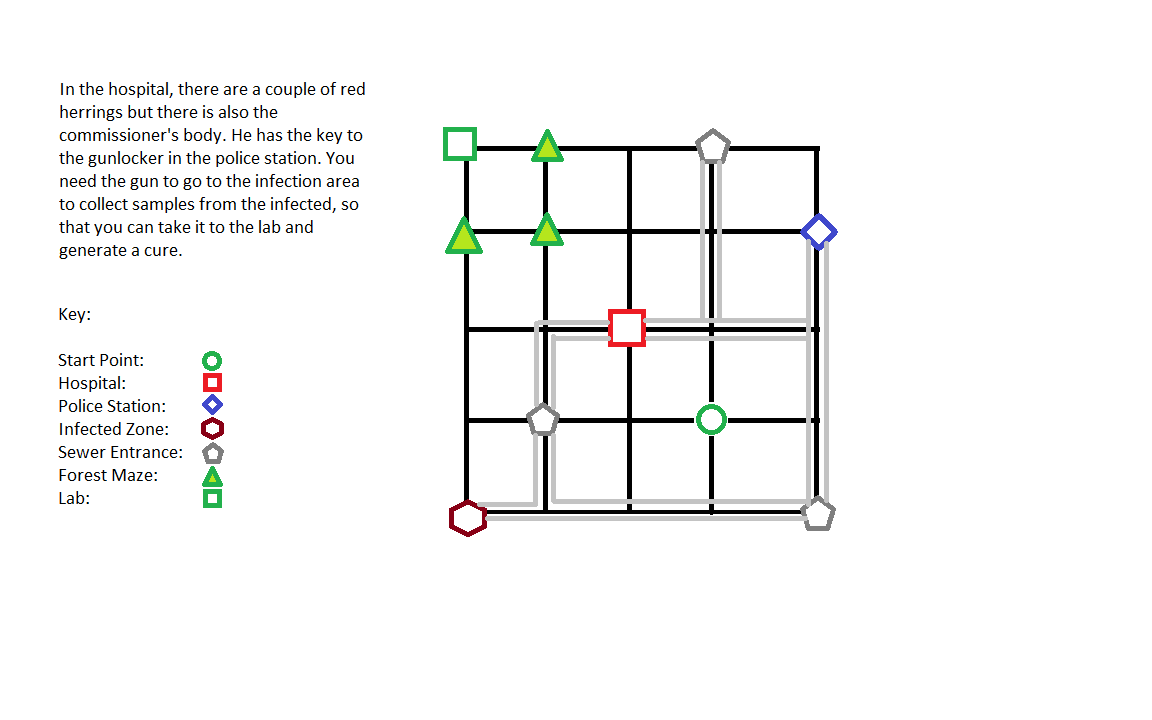 In the hospital, there are a couple of red
herrings but there is also the
commissioner's body. He has the key to
the gunlocker in the police station. You
need the gun to go to the infection area
to collect samples from the infected, so
that you can take it to the lab and
generate a cure.
Key:
Start Point:
Hospital:
Police Station:
Infected Zone:
Sewer Entrance:
Forest Maze:
Lab: